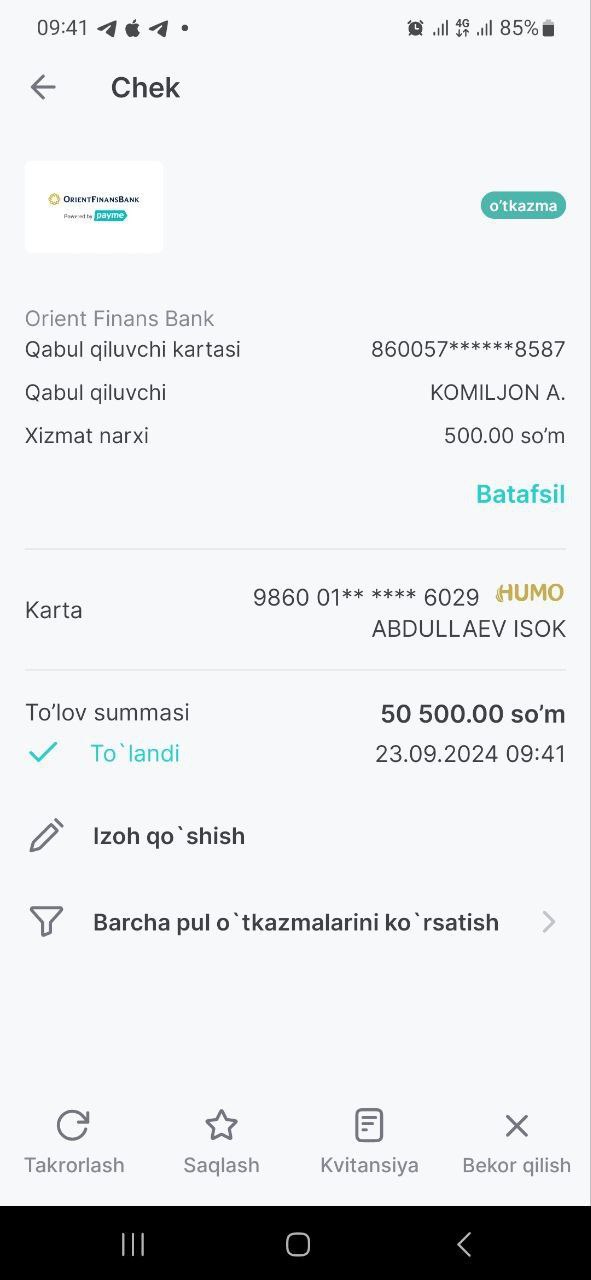 09:41 4G 85%
Chek
ORIENTFINANSBANK
Powered by payme
o'tkazma
Orient Finans Bank
Qabul qiluvchi kartasi 860057******8587
Qabul qiluvchi KOMILJON A.
Xizmat narxi 500.00 so'm
Batafsil
9860 01** **** 6029 HUMO
Karta
ABDULLAEV ISOK
To'lov summasi 50 500.00 so'm
To`landi 23.09.2024 09:41
Izoh qo`shish
Barcha pul o`tkazmalarini ko`rsatish
Takrorlash Saqlash Kvitansiya Bekor qilish